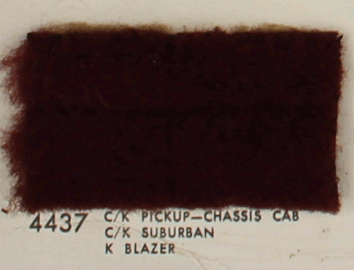 4437 C/K PICKUP—CHASSIS CAB
C/K SUBURBAN
K BLAZER